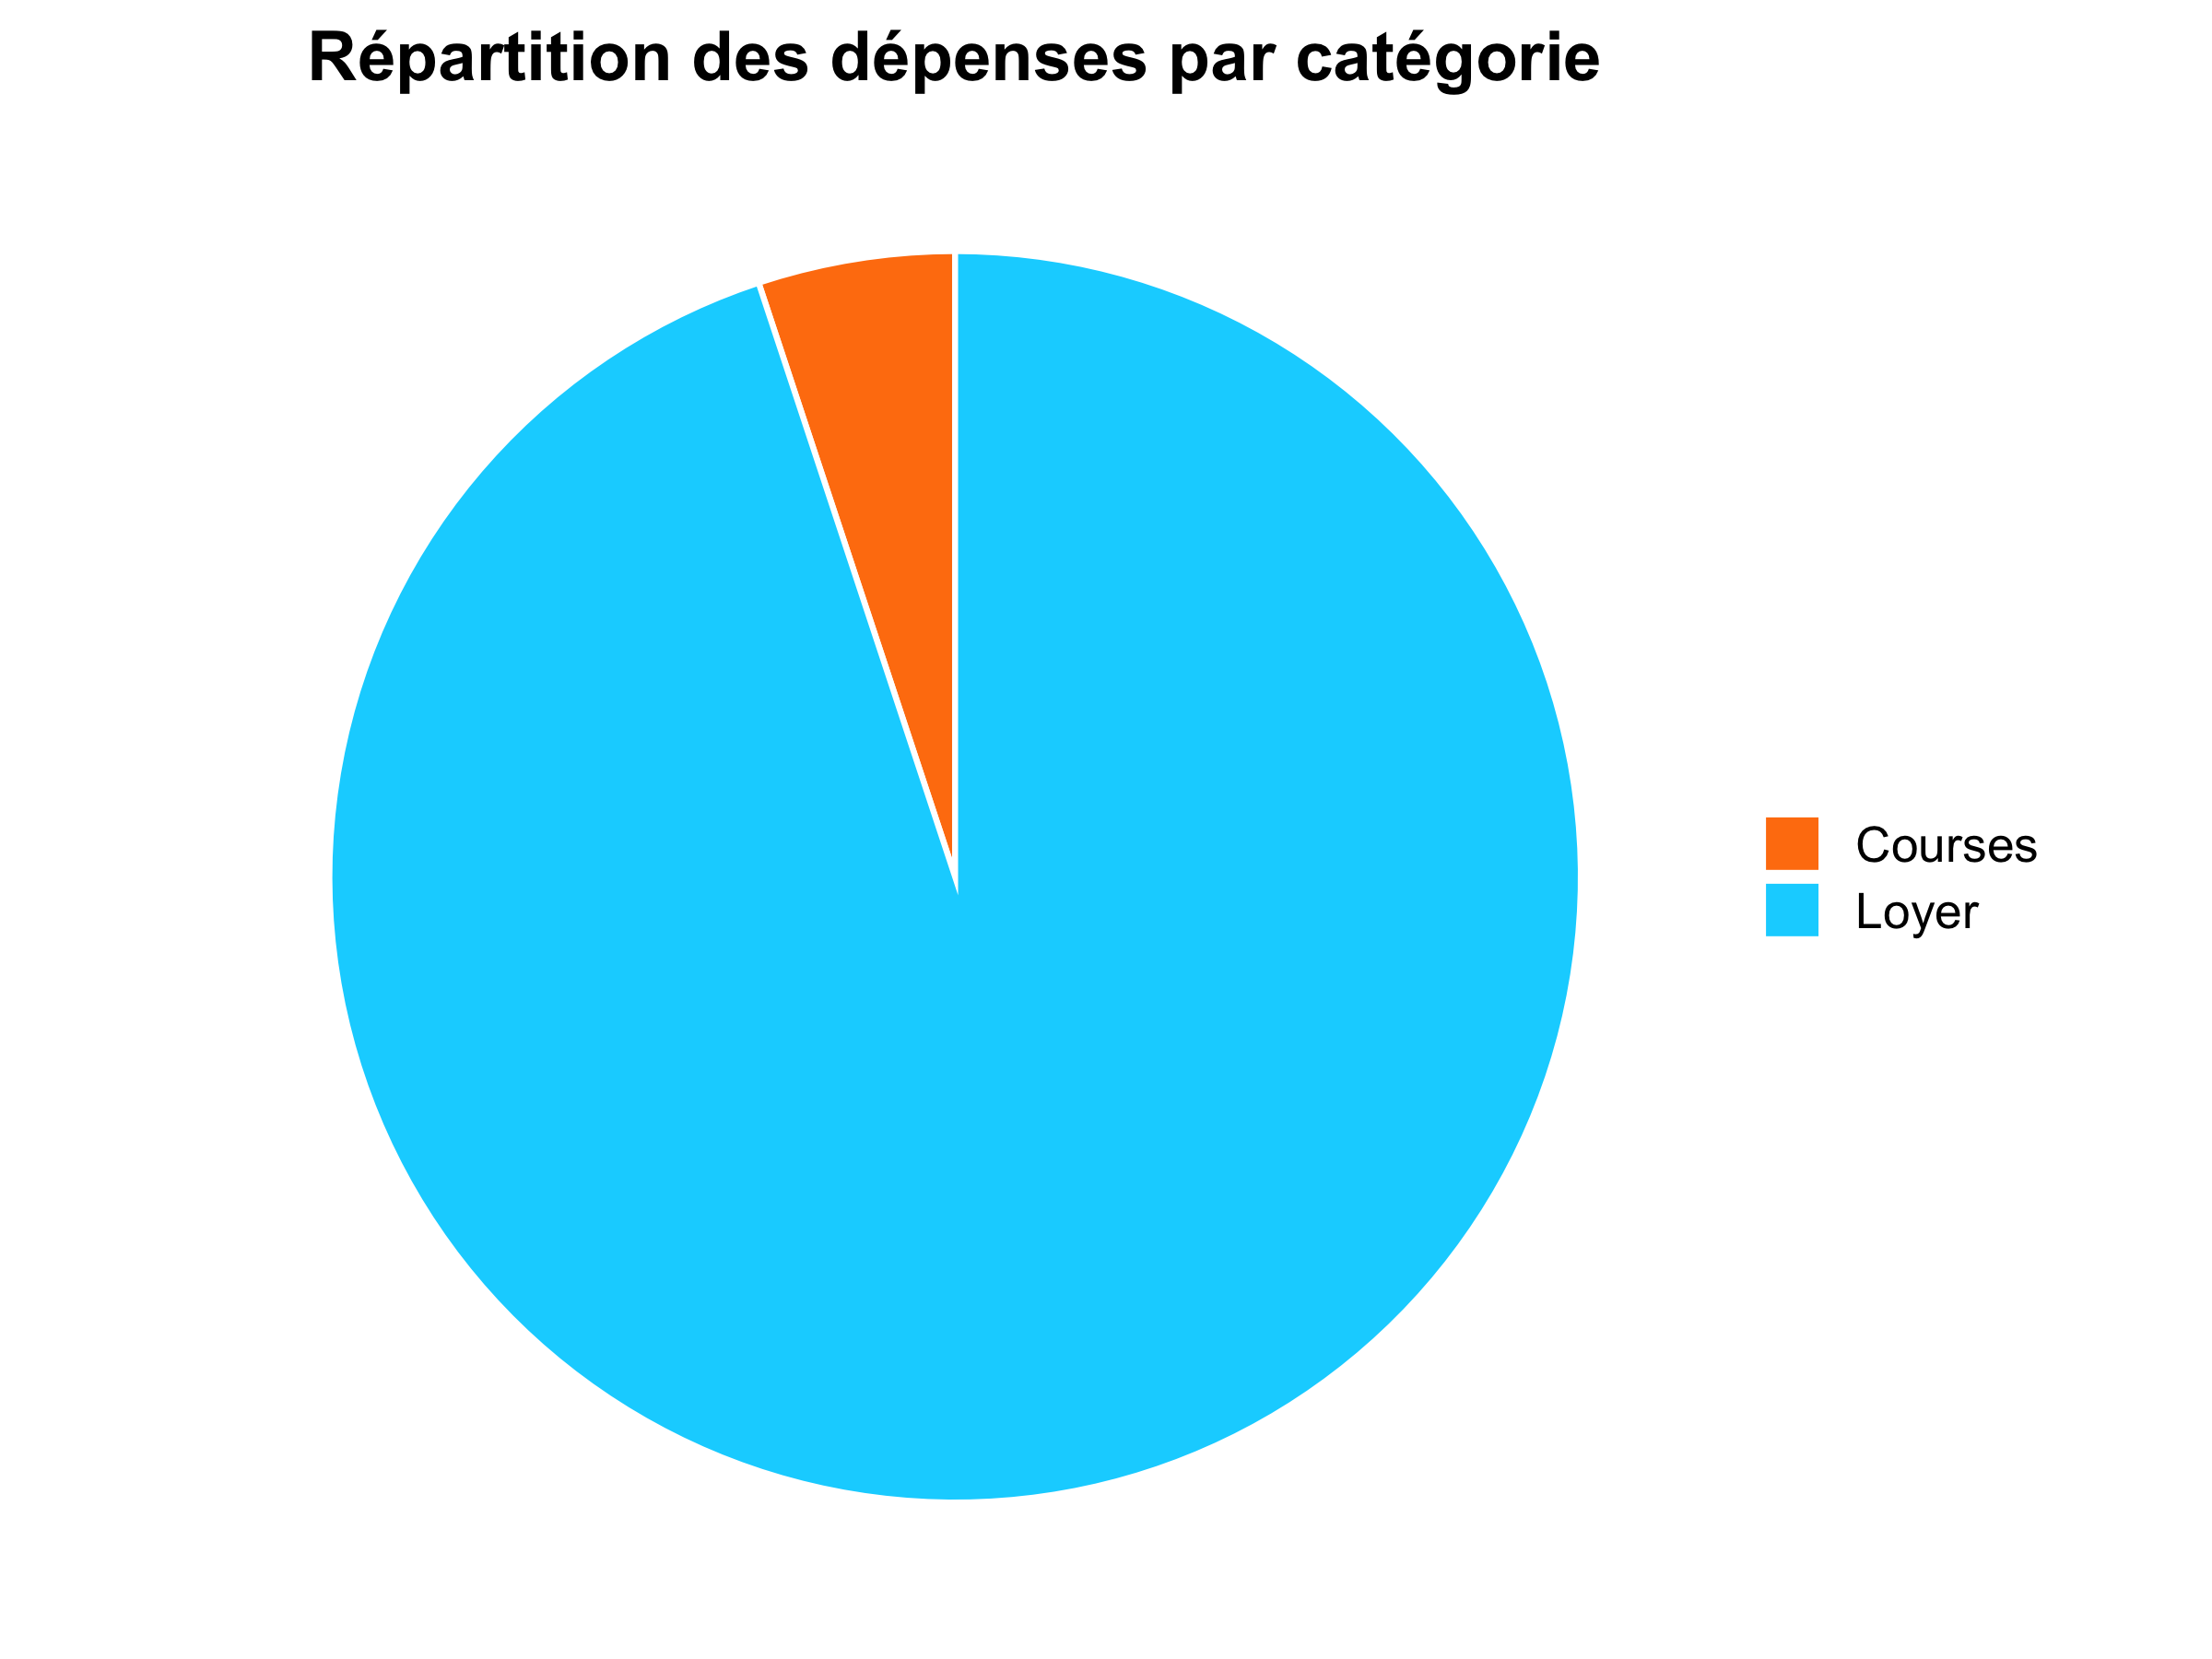 Répartition des dépenses par catégorie
Courses
Loyer